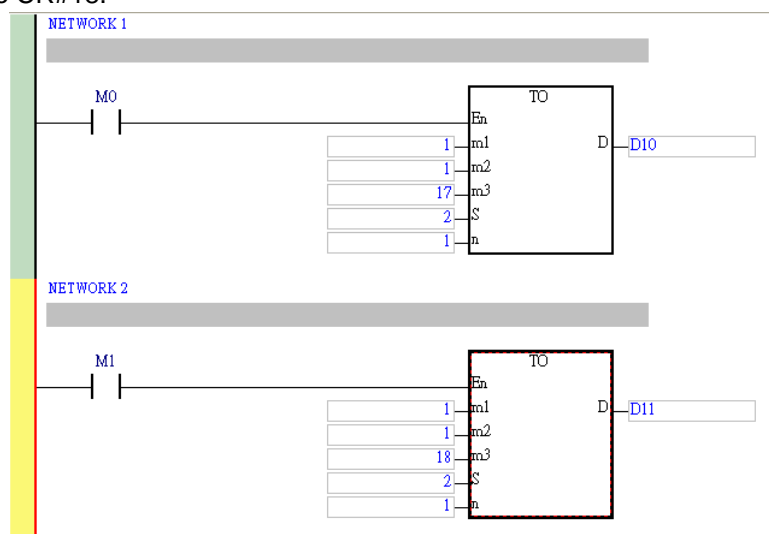 NETWORK 1
M0
TO
En
1 m1 D D10
1 m2
17 m3
2 S
1 n
NETWORK 2
M1
TO
En
1 m1 D D11
1 m2
18 m3
2 S
1 n